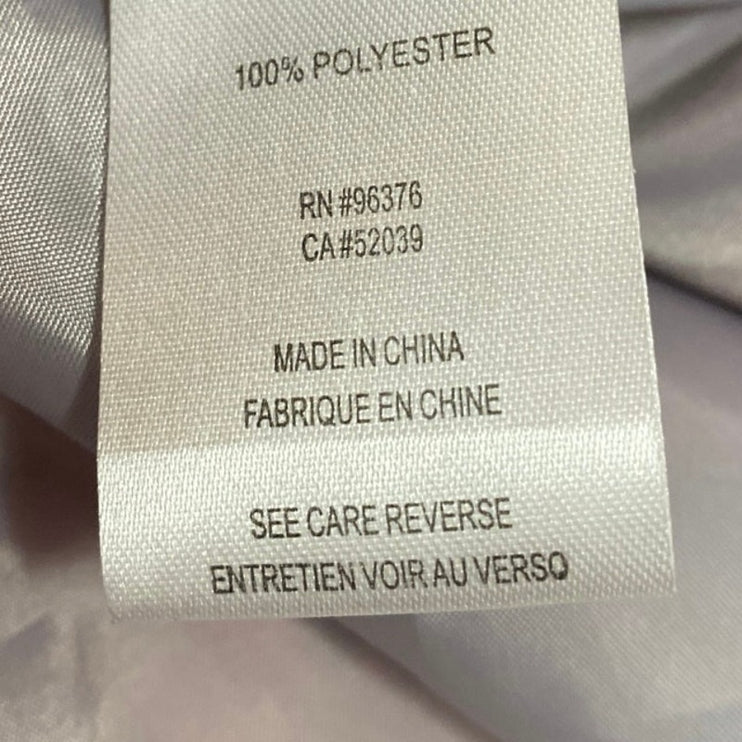 100% POLYESTER
RN #96376
CA#52039
MADE IN CHINA
FABRIQUE EN CHINE
SEE CARE REVERSE
ENTRETIEN VOIR AU VERSO